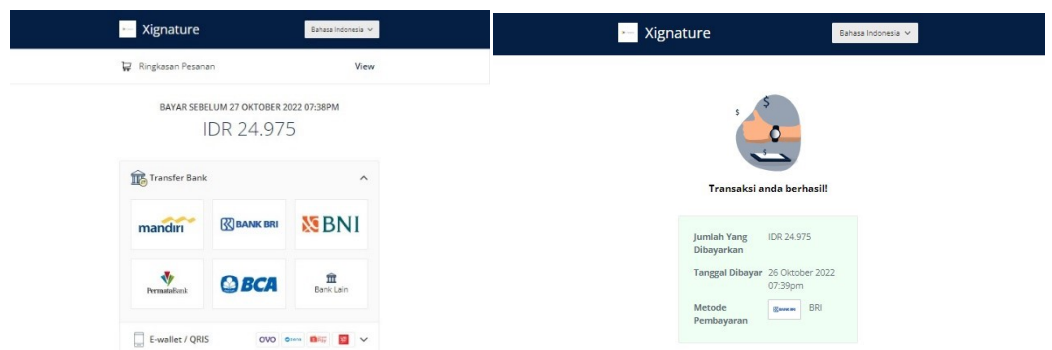 Xignature
Bahasa Indonesia
Ringkasan Pesanan View
BAYAR SEBELUM 27 OKTOBER 2022 07:38PM
IDR 24.975
Transfer Bank
mandiri BANK BRI BNI
PermataBank BCA Bank Lain
E-wallet / QRIS OVO
Xignature
Bahasa Indonesia
$ $
$
Transaksi anda berhasil!
Jumlah Yang IDR 24.975
Dibayarkan
Tanggal Dibayar 26 Oktober 2022
07:39pm
Metode BANK BRI BRI
Pembayaran